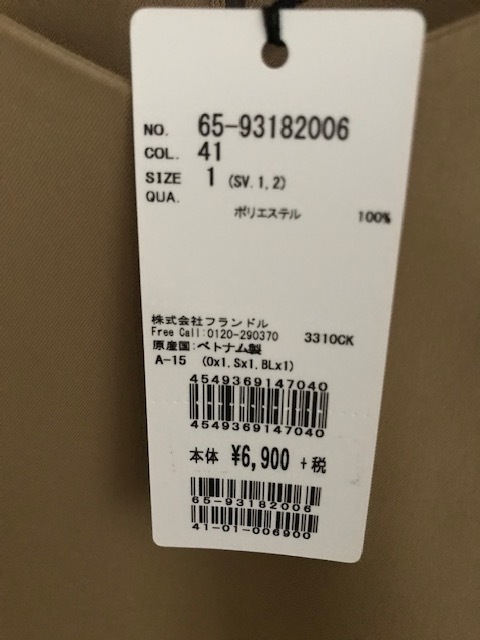 NO. 65-93182006
COL. 41
SIZE 1 (SV.1,2)
QUA.
ポリエステル 100%
株式会社フランドル
Free Call:0120-290370 3310CK
原産国:ベトナム製
A-15 (Ox1,Sx1,BLx1)
4549369147040
4549369147040
本体 ¥6,900 +税
65-93182006
41-01-006900